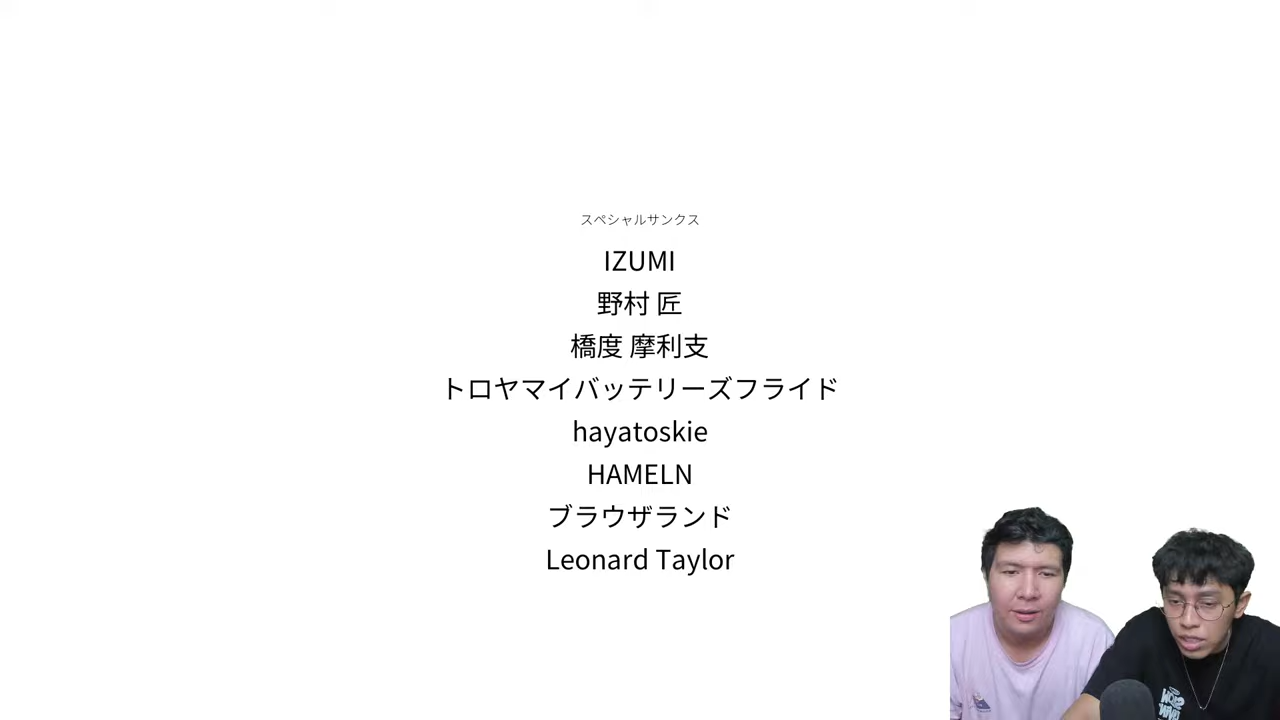 スペシャルサンクス
IZUMI
野村 匠
橋度 摩利支
トロヤマイバッテリーズフライド
hayatoskie
HAMELN
ブラウザランド
Leonard Taylor